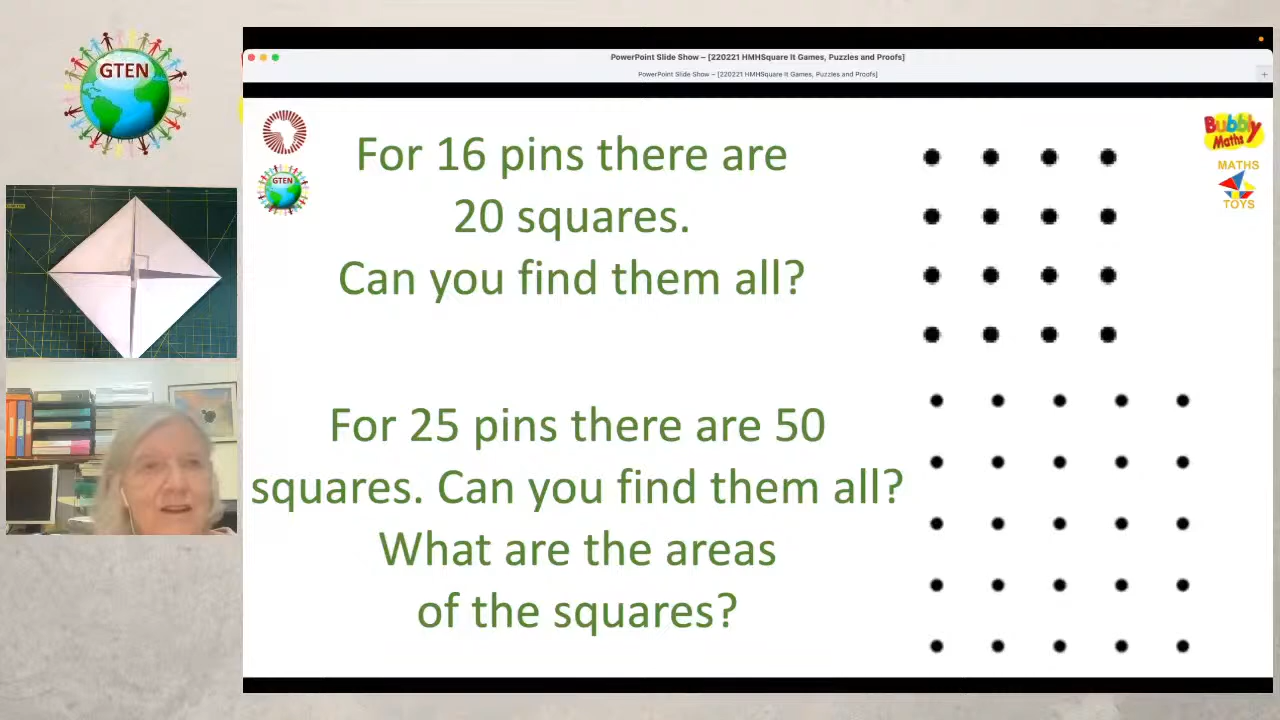 GTEN
PowerPoint Slide Show – [220221 HMHSquare It Games, Puzzles and Proofs]
PowerPoint Slide Show – [220221 HMHSquare It Games, Puzzles and Proofs]
GTEN
Bubbly
Maths
MATHS
TOYS
For 16 pins there are
20 squares.
Can you find them all?
For 25 pins there are 50
squares. Can you find them all?
What are the areas
of the squares?